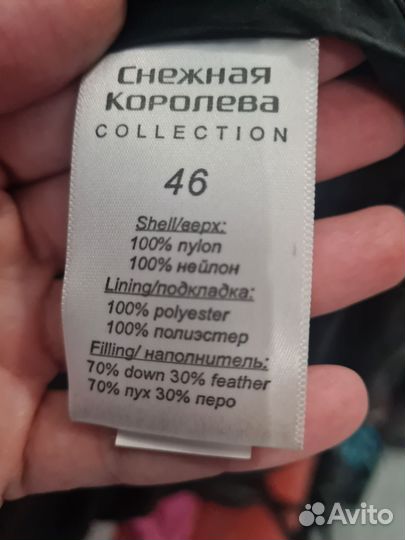 Снежная
Королева
COLLECTION
46
Shell/верх:
100% nylon
100% нейлон
Lining/подкладка:
100% polyester
100% полиэстер
Filling/ наполнитель:
70% down 30% feather
70% пух 30% перо
Avito